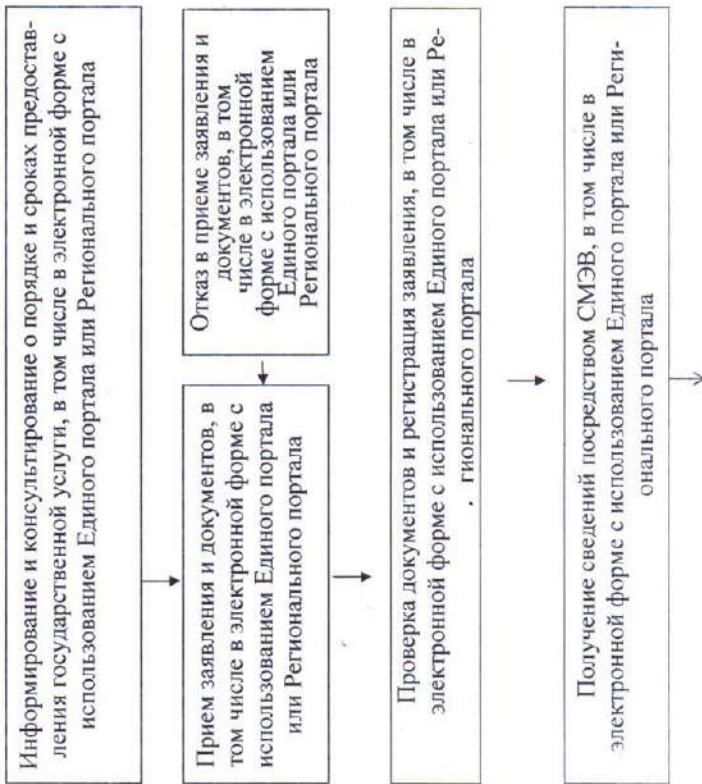 Информирование и консультирование о порядке и сроках предостав-
ления государственной услуги, в том числе в электронной форме с
использованием Единого портала или Регионального портала
Прием заявления и документов, в
том числе в электронной форме с
использованием Единого портала
или Регионального портала
Отказ в приеме заявления и
документов, в том
числе в электронной
форме с использованием
Единого портала или
Регионального портала
Проверка документов и регистрация заявления, в том числе в
электронной форме с использованием Единого портала или Ре-
гионального портала
Получение сведений посредством СМЭВ, в том числе в
электронной форме с использованием Единого портала или Реги-
онального портала